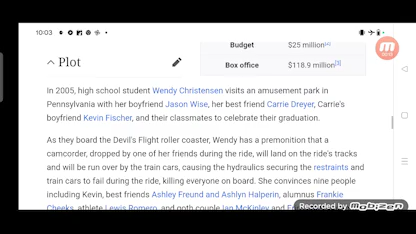 10:03
Budget $25 million[2]
Plot
Box office $118.9 million[3]
In 2005, high school student Wendy Christensen visits an amusement park in
Pennsylvania with her boyfriend Jason Wise, her best friend Carrie Dreyer, Carrie's
boyfriend Kevin Fischer, and their classmates to celebrate their graduation.
As they board the Devil's Flight roller coaster, Wendy has a premonition that a
camcorder, dropped by one of her friends during the ride, will land on the ride's tracks
and will be run over by the train cars, causing the hydraulics securing the restraints and
train cars to fail during the ride, killing everyone on board. She convinces nine people
including Kevin, best friends Ashley Freund and Ashlyn Halperin, alumnus Frankie
Cheeks, athlete Lewis Romero, and goth couple Ian McKinley and
Recorded by Mobizen